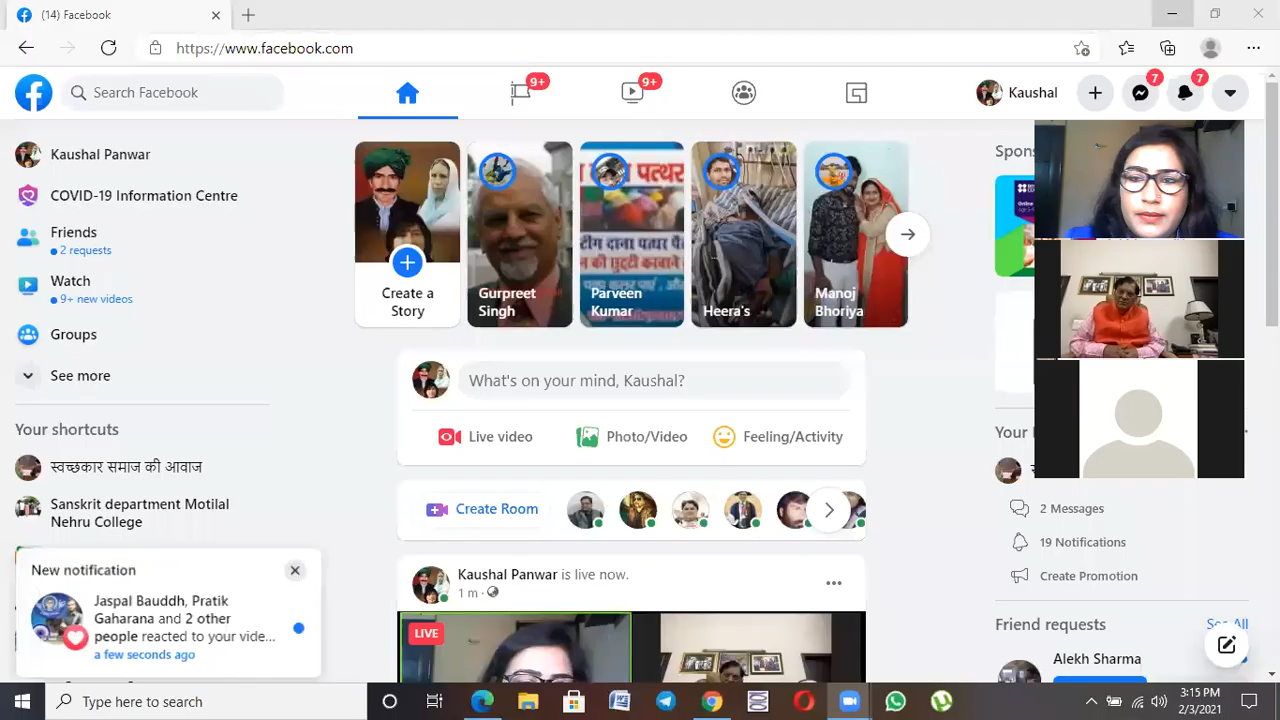 (14) Facebook
https://www.facebook.com
Search Facebook
9+
9+
Kaushal
7
7
Kaushal Panwar
COVID-19 Information Centre
Friends
2 requests
Watch
9+ new videos
Groups
See more
Your shortcuts
स्वच्छकार समाज की आवाज
Sanskrit department Motilal
Nehru College
New notification
Jaspal Bauddh, Pratik
Gaharana and 2 other
people reacted to your vide...
a few seconds ago
Create a
Story
Gurpreet
Singh
Parveen
Kumar
Heera's
Manoj
Bhoriya
What's on your mind, Kaushal?
Live video
Photo/Video
Feeling/Activity
Create Room
Kaushal Panwar is live now.
1 m
LIVE
Spons
Your
2 Messages
19 Notifications
Create Promotion
Friend requests
See All
Alekh Sharma
Type here to search
3:15 PM
2/3/2021